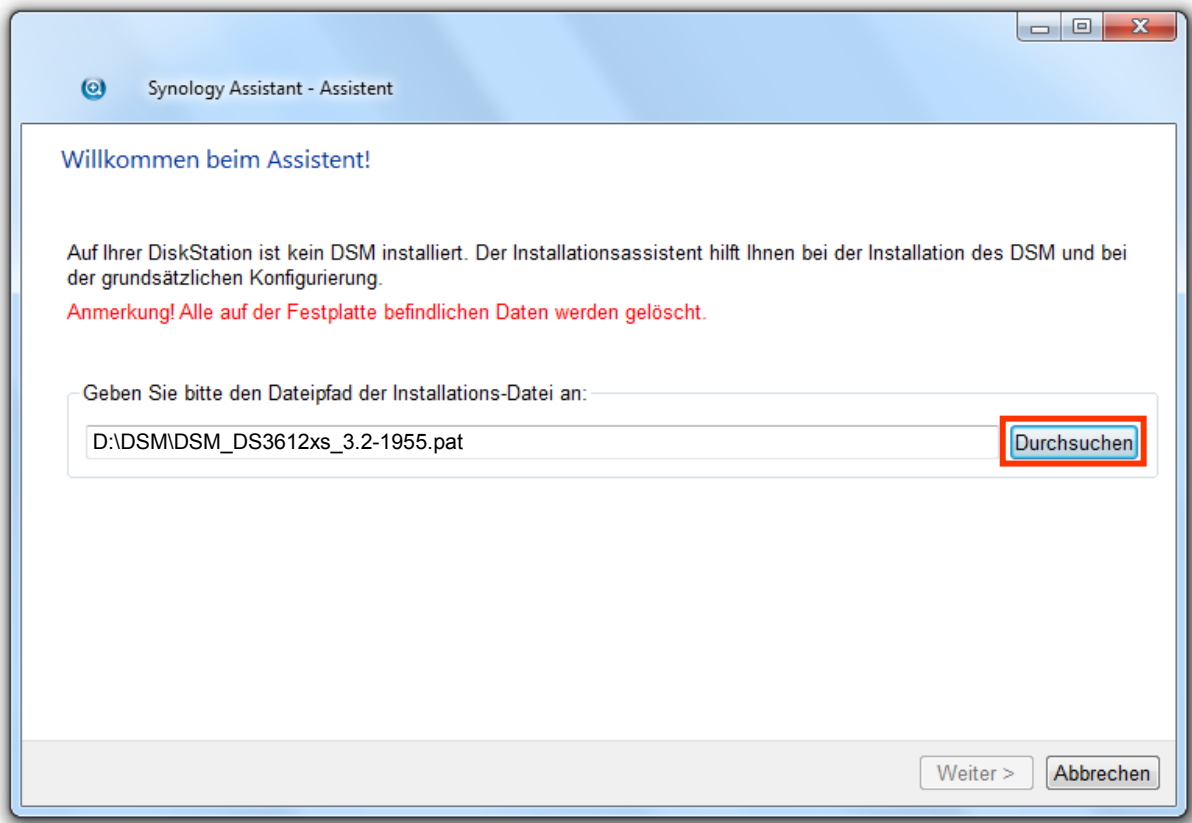 Synology Assistant - Assistent
Willkommen beim Assistent!
Auf Ihrer DiskStation ist kein DSM installiert. Der Installationsassistent hilft Ihnen bei der Installation des DSM und bei
der grundsätzlichen Konfigurierung.
Anmerkung! Alle auf der Festplatte befindlichen Daten werden gelöscht.
Geben Sie bitte den Dateipfad der Installations-Datei an:
D:\DSM\DSM_DS3612xs_3.2-1955.pat
Durchsuchen
Weiter >
Abbrechen